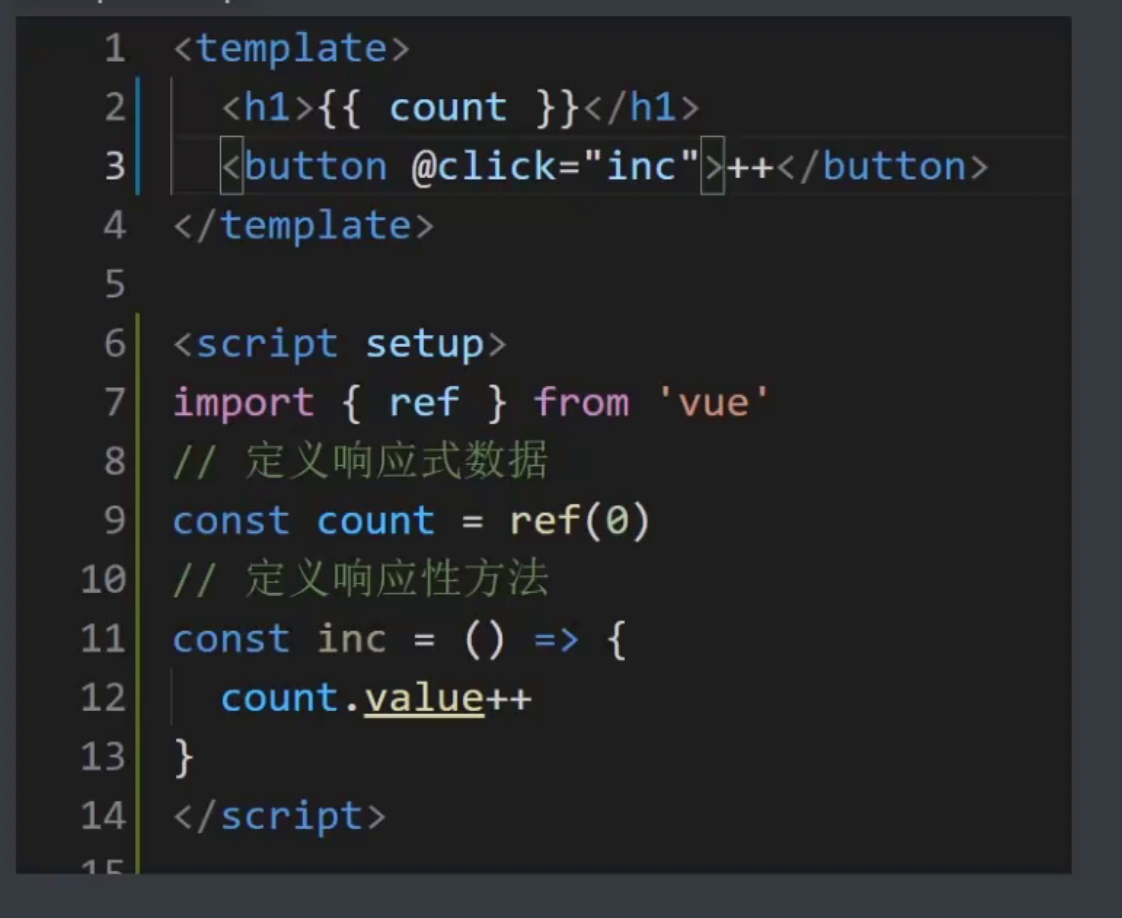 1 <template>
2 <h1>{{ count }}</h1>
3 <button @click="inc">++</button>
4 </template>
5
6 <script setup>
7 import { ref } from 'vue'
8 // 定义响应式数据
9 const count = ref(0)
10 // 定义响应性方法
11 const inc = () => {
12 count.value++
13 }
14 </script>
15